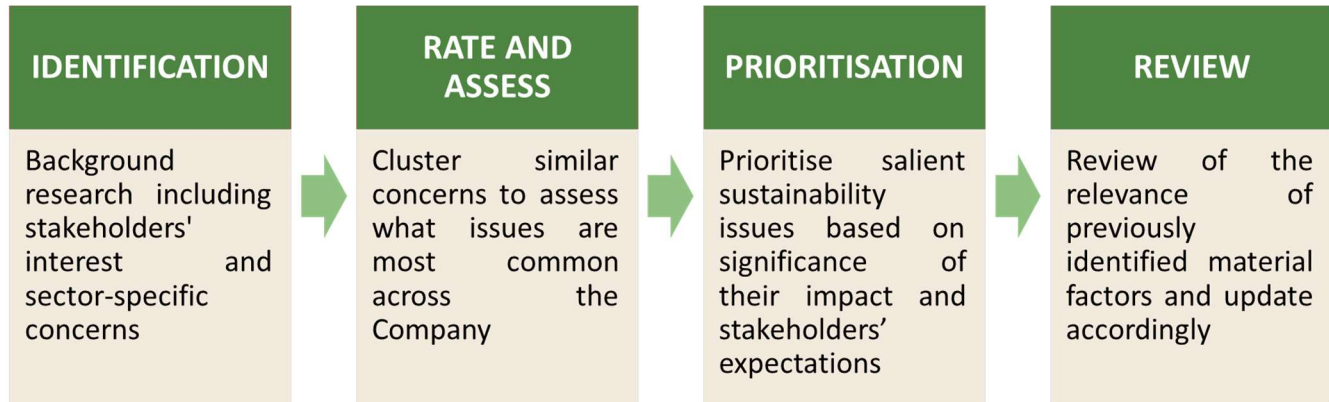 IDENTIFICATION
Background
research including
stakeholders'
interest and
sector-specific
concerns
RATE AND
ASSESS
Cluster similar
concerns to assess
what issues are
most common
across the
Company
PRIORITISATION
Prioritise salient
sustainability
issues based on
significance of
their impact and
stakeholders’
expectations
REVIEW
Review of the
relevance of
previously
identified material
factors and update
accordingly